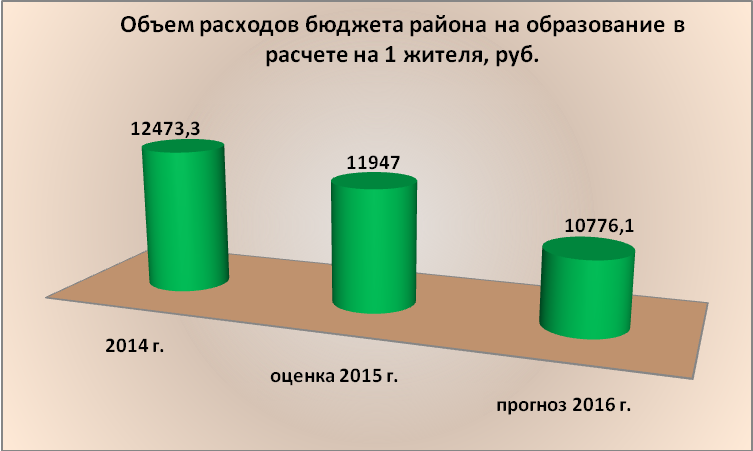 Объем расходов бюджета района на образование в
расчете на 1 жителя, руб.
12473,3
11947
10776,1
2014 г.
оценка 2015 г.
прогноз 2016 г.